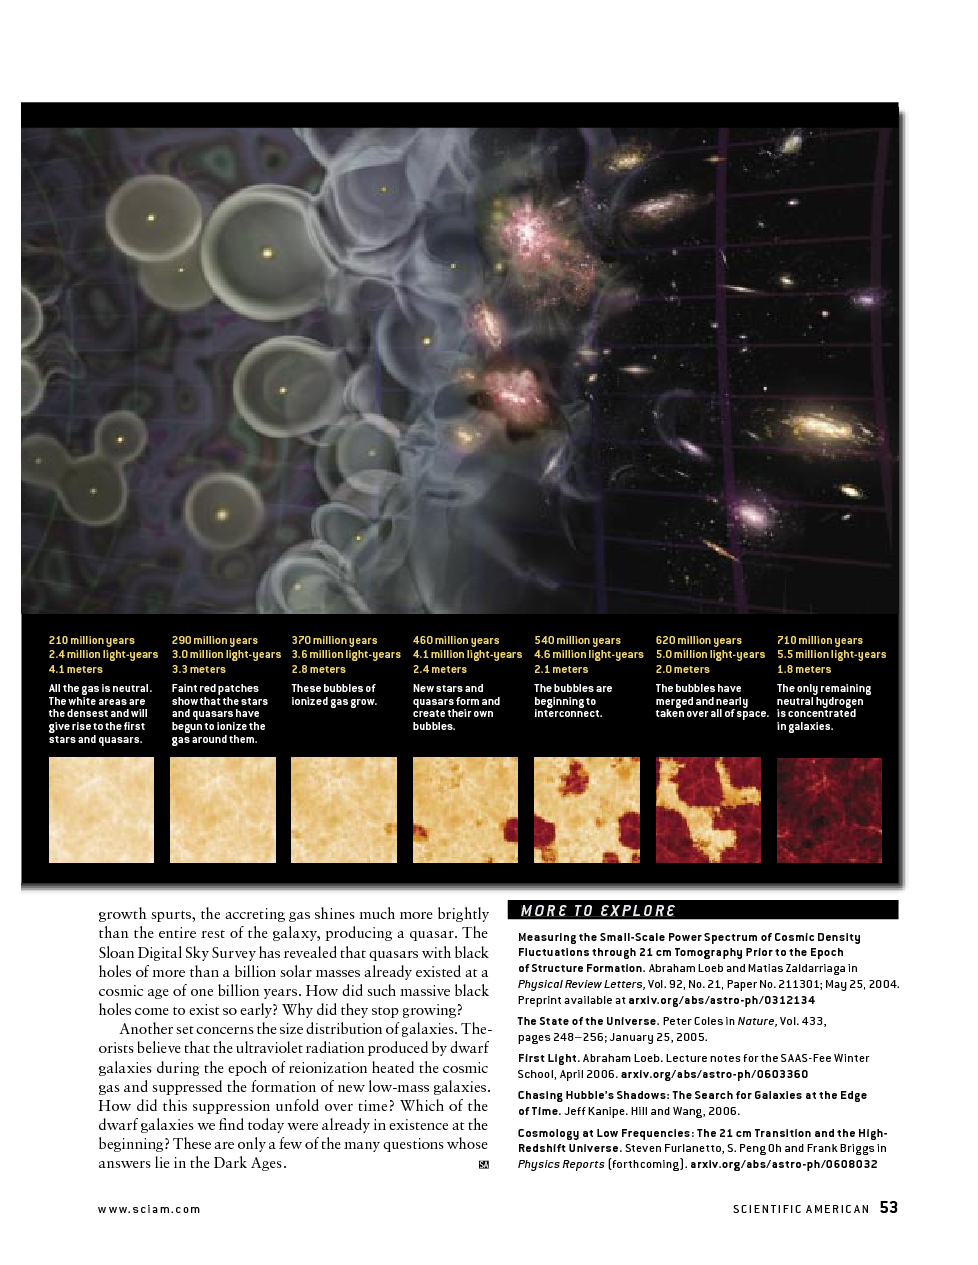 210 million years
2.4 million light-years
4.1 meters
All the gas is neutral.
The white areas are
the densest and will
give rise to the first
stars and quasars.
290 million years
3.0 million light-years
3.3 meters
Faint red patches
show that the stars
and quasars have
begun to ionize the
gas around them.
370 million years
3.6 million light-years
2.8 meters
These bubbles of
ionized gas grow.
460 million years
4.1 million light-years
2.4 meters
New stars and
quasars form and
create their own
bubbles.
540 million years
4.6 million light-years
2.1 meters
The bubbles are
beginning to
interconnect.
620 million years
5.0 million light-years
2.0 meters
The bubbles have
merged and nearly
taken over all of space.
710 million years
5.5 million light-years
1.8 meters
The only remaining
neutral hydrogen
is concentrated
in galaxies.
growth spurts, the accreting gas shines much more brightly
than the entire rest of the galaxy, producing a quasar. The
Sloan Digital Sky Survey has revealed that quasars with black
holes of more than a billion solar masses already existed at a
cosmic age of one billion years. How did such massive black
holes come to exist so early? Why did they stop growing?
Another set concerns the size distribution of galaxies. The-
orists believe that the ultraviolet radiation produced by dwarf
galaxies during the epoch of reionization heated the cosmic
gas and suppressed the formation of new low-mass galaxies.
How did this suppression unfold over time? Which of the
dwarf galaxies we find today were already in existence at the
beginning? These are only a few of the many questions whose
answers lie in the Dark Ages. SA
MORE TO EXPLORE
Measuring the Small-Scale Power Spectrum of Cosmic Density
Fluctuations through 21 cm Tomography Prior to the Epoch
of Structure Formation. Abraham Loeb and Matias Zaldarriaga in
Physical Review Letters, Vol. 92, No. 21, Paper No. 211301; May 25, 2004.
Preprint available at arxiv.org/abs/astro-ph/0312134
The State of the Universe. Peter Coles in Nature, Vol. 433,
pages 248–256; January 25, 2005.
First Light. Abraham Loeb. Lecture notes for the SAAS-Fee Winter
School, April 2006. arxiv.org/abs/astro-ph/0603360
Chasing Hubble's Shadows: The Search for Galaxies at the Edge
of Time. Jeff Kanipe. Hill and Wang, 2006.
Cosmology at Low Frequencies: The 21 cm Transition and the High-
Redshift Universe. Steven Furlanetto, S. Peng Oh and Frank Briggs in
Physics Reports (forthcoming). arxiv.org/abs/astro-ph/0608032
www.sciam.com
SCIENTIFIC AMERICAN 53